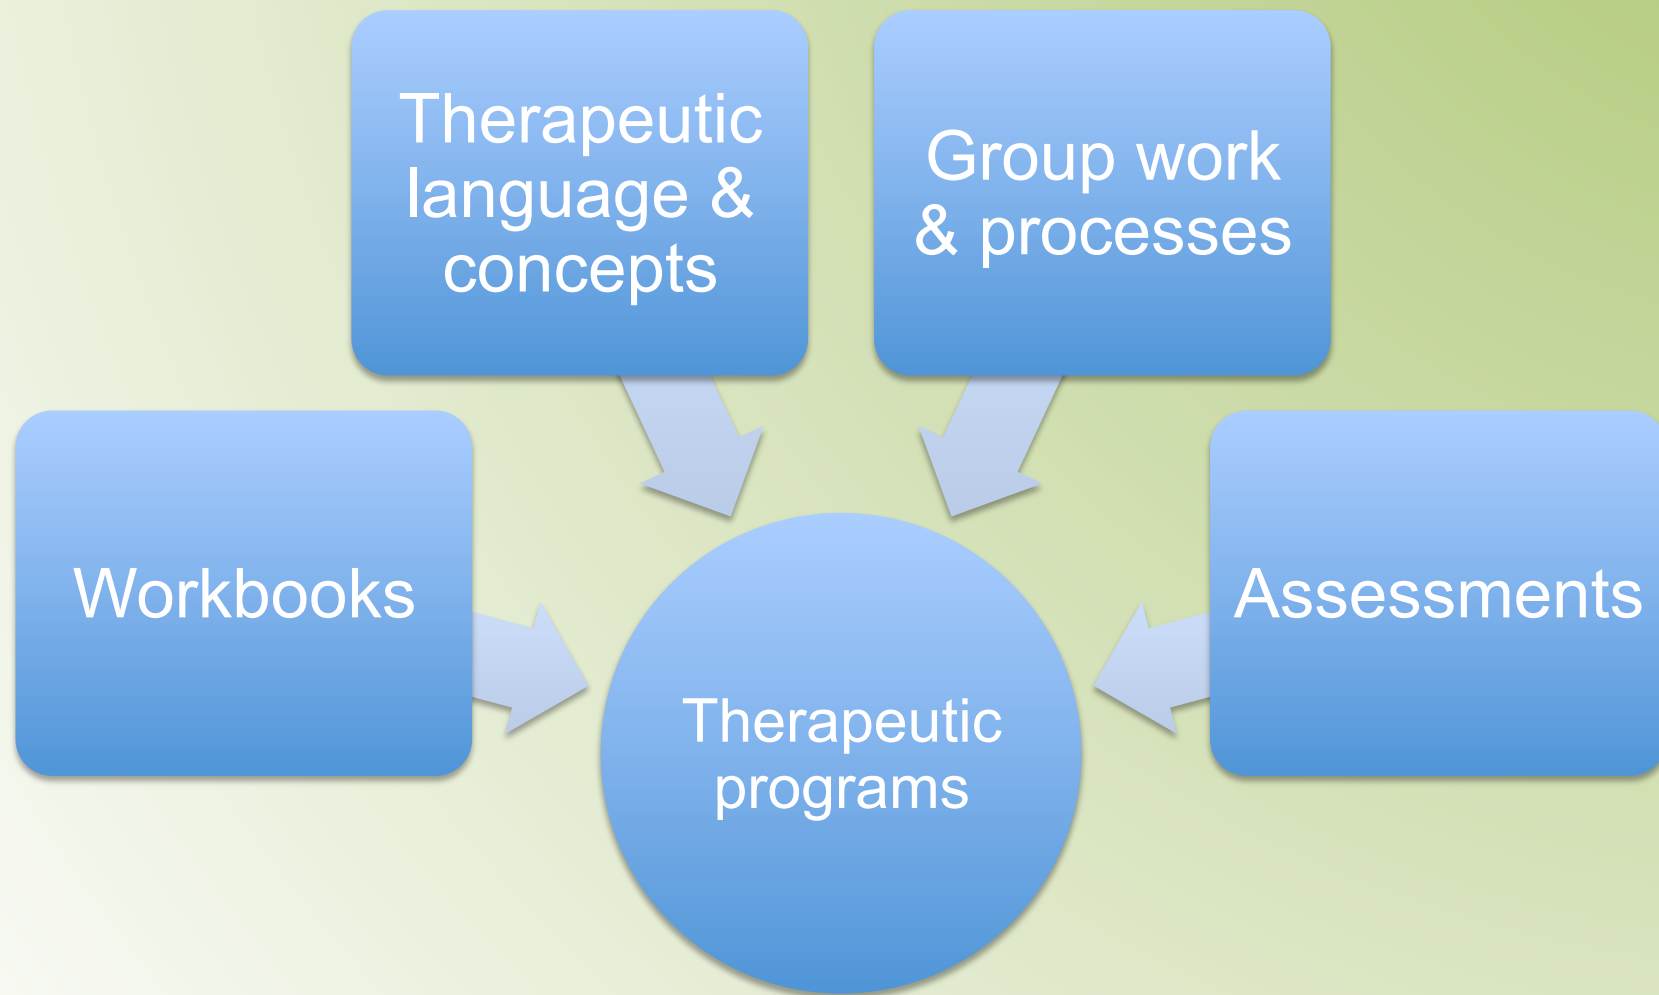 Therapeutic
language &
concepts
Group work
& processes
Workbooks
Assessments
Therapeutic
programs